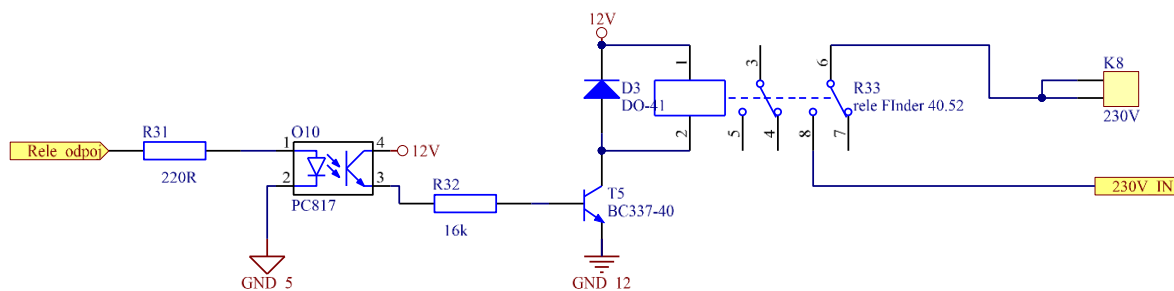 12V
1
2
D3
DO-41
3
5
4
6
8
7
R33
rele FInder 40.52
K8
230V
Rele_odpoj
R31
220R
O10
1
2
4
3
PC817
12V
R32
16k
T5
BC337-40
230V IN
GND 5
GND 12